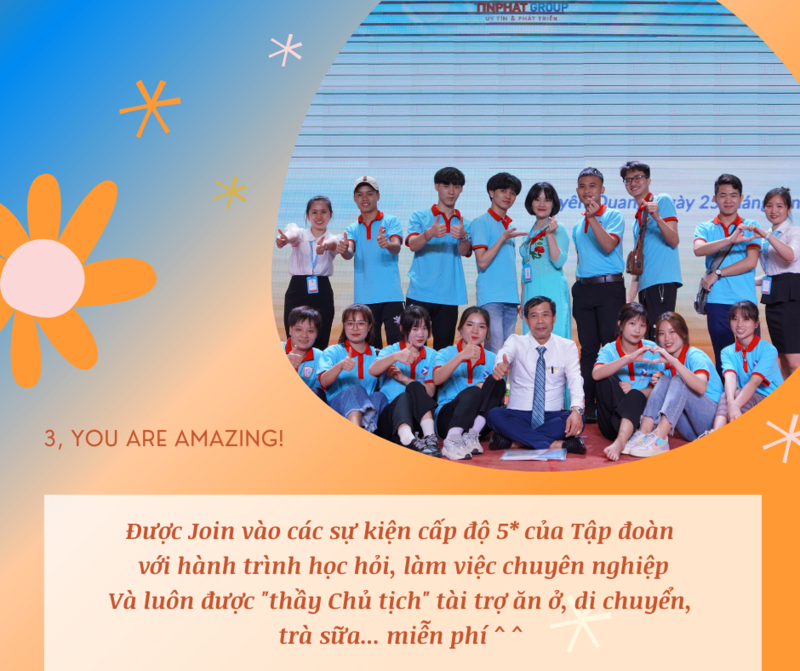 TINPHAT GROUP
UY TÍN & PHÁT TRIỂN
3, YOU ARE AMAZING!
Được Join vào các sự kiện cấp độ 5* của Tập đoàn
với hành trình học hỏi, làm việc chuyên nghiệp
Và luôn được "thầy Chủ tịch" tài trợ ăn ở, di chuyển,
trà sữa... miễn phí ^ ^